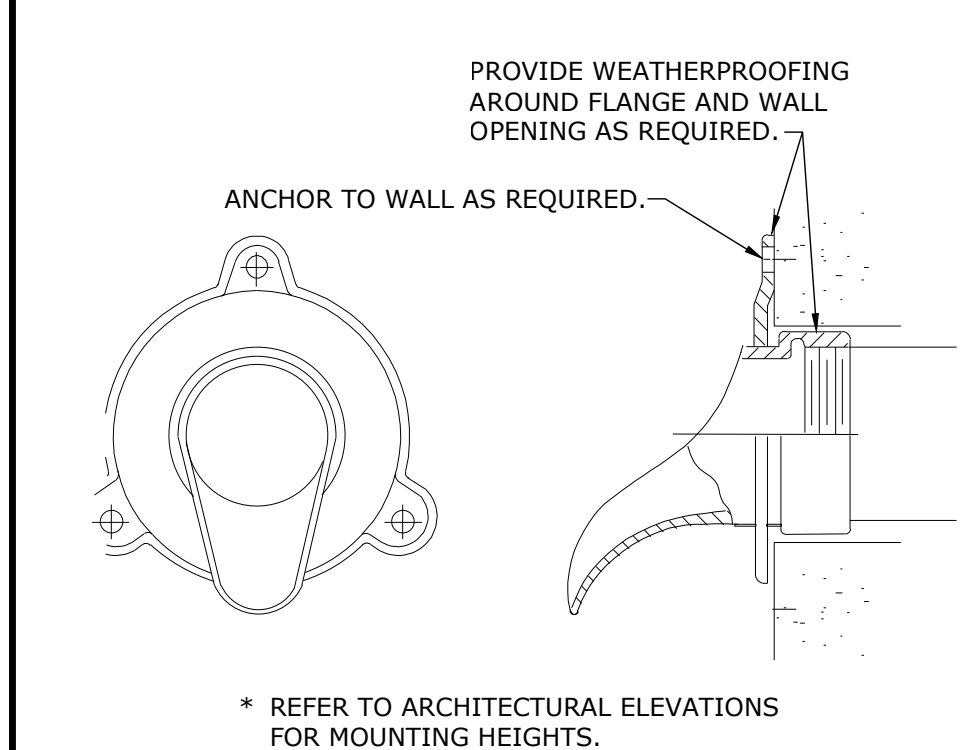 PROVIDE WEATHERPROOFING
AROUND FLANGE AND WALL
OPENING AS REQUIRED.
ANCHOR TO WALL AS REQUIRED.
* REFER TO ARCHITECTURAL ELEVATIONS
FOR MOUNTING HEIGHTS.